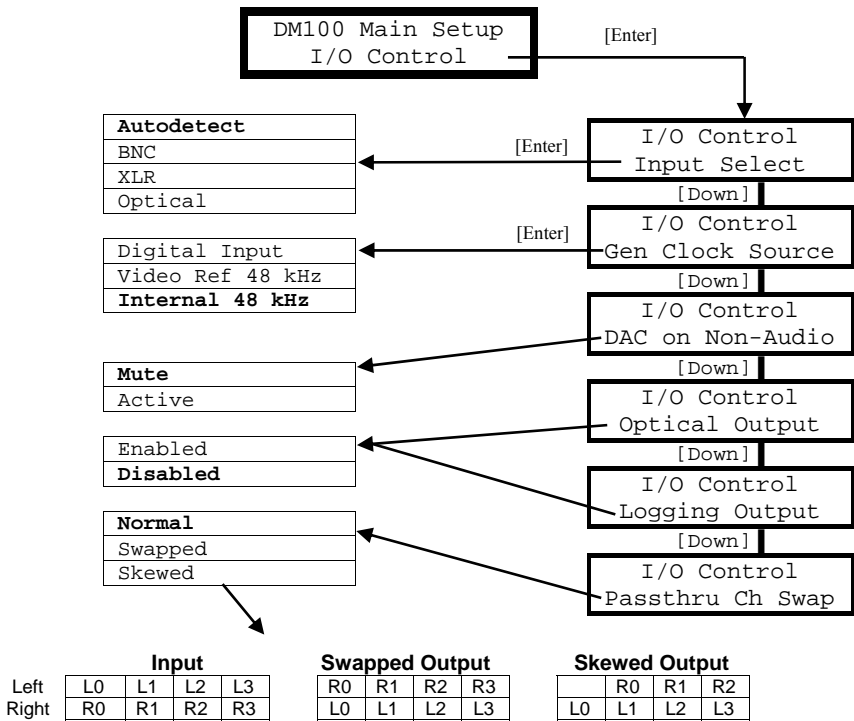 DM100 Main Setup
I/O Control
[Enter]
Autodetect
BNC
XLR
Optical
[Enter]
I/O Control
Input Select
[Down]
Digital Input
Video Ref 48 kHz
Internal 48 kHz
[Enter]
I/O Control
Gen Clock Source
[Down]
I/O Control
DAC on Non-Audio
[Down]
Mute
Active
I/O Control
Optical Output
[Down]
Enabled
Disabled
I/O Control
Logging Output
[Down]
Normal
Swapped
Skewed
I/O Control
Passthru Ch Swap
Input Swapped Output Skewed Output
Left L0 L1 L2 L3 R0 R1 R2 R3 R0 R1 R2
Right R0 R1 R2 R3 L0 L1 L2 L3 L0 L1 L2 L3